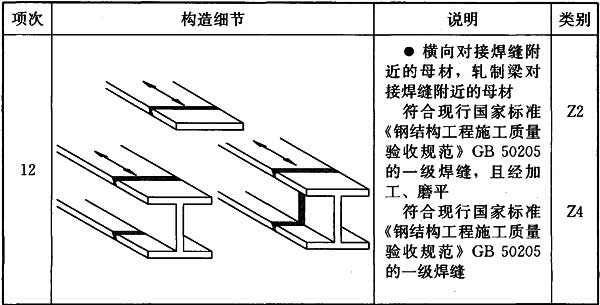 项次 构造细节 说明 类别
12
● 横向对接焊缝附
近的母材，轧制梁对
接焊缝附近的母材
符合现行国家标准
《钢结构工程施工质量
验收规范》GB 50205
的一级焊缝，且经加
工、磨平
符合现行国家标准
《钢结构工程施工质量
验收规范》GB 50205
的一级焊缝
Z2
Z4